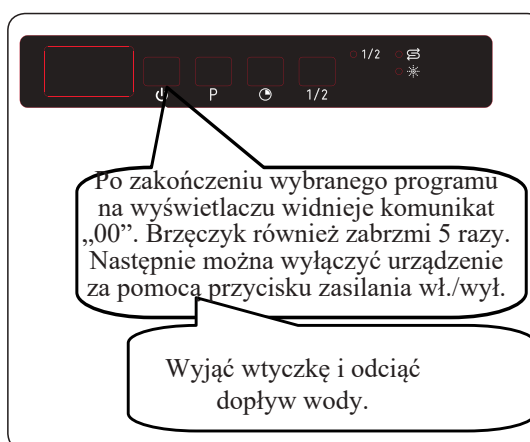 1/2
P 1/2
Po zakończeniu wybranego programu
na wyświetlaczu widnieje komunikat
„00”. Brzęczyk również zabrzmi 5 razy.
Następnie można wyłączyć urządzenie
za pomocą przycisku zasilania wł./wył.
Wyjąć wtyczkę i odciąć
dopływ wody.